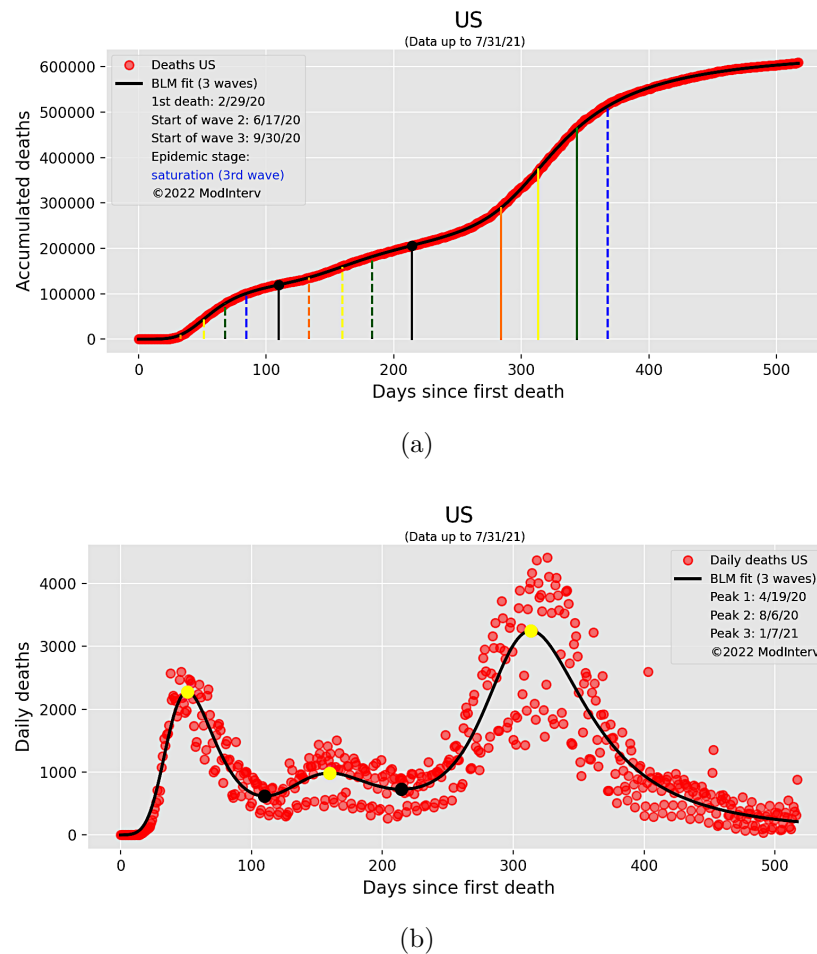 US
(Data up to 7/31/21)
Deaths US
BLM fit (3 waves)
1st death: 2/29/20
Start of wave 2: 6/17/20
Start of wave 3: 9/30/20
Epidemic stage:
saturation (3rd wave)
©2022 ModInterv
Accumulated deaths
600000
500000
400000
300000
200000
100000
0
0 100 200 300 400 500
Days since first death
(a)
US
(Data up to 7/31/21)
Daily deaths US
BLM fit (3 waves)
Peak 1: 4/19/20
Peak 2: 8/6/20
Peak 3: 1/7/21
©2022 ModInterv
Daily deaths
4000
3000
2000
1000
0
0 100 200 300 400 500
Days since first death
(b)